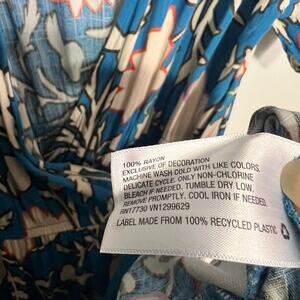 100% RAYON
EXCLUSIVE OF DECORATION
MACHINE WASH COLD WITH LIKE COLORS.
DELICATE CYCLE. ONLY NON-CHLORINE
BLEACH IF NEEDED. TUMBLE DRY LOW.
REMOVE PROMPTLY. COOL IRON IF NEEDED.
RN17730 VN1299629
LABEL MADE FROM 100% RECYCLED PLASTIC